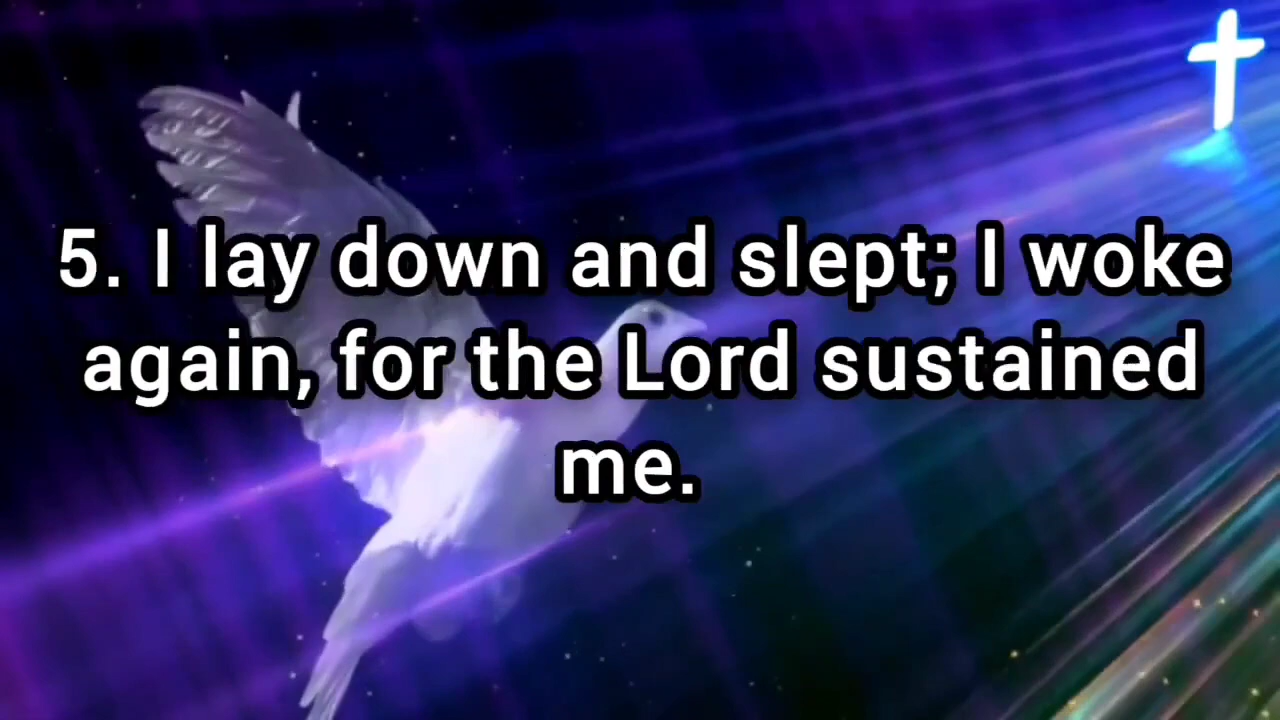 5. I lay down and slept; I woke
again, for the Lord sustained
me.